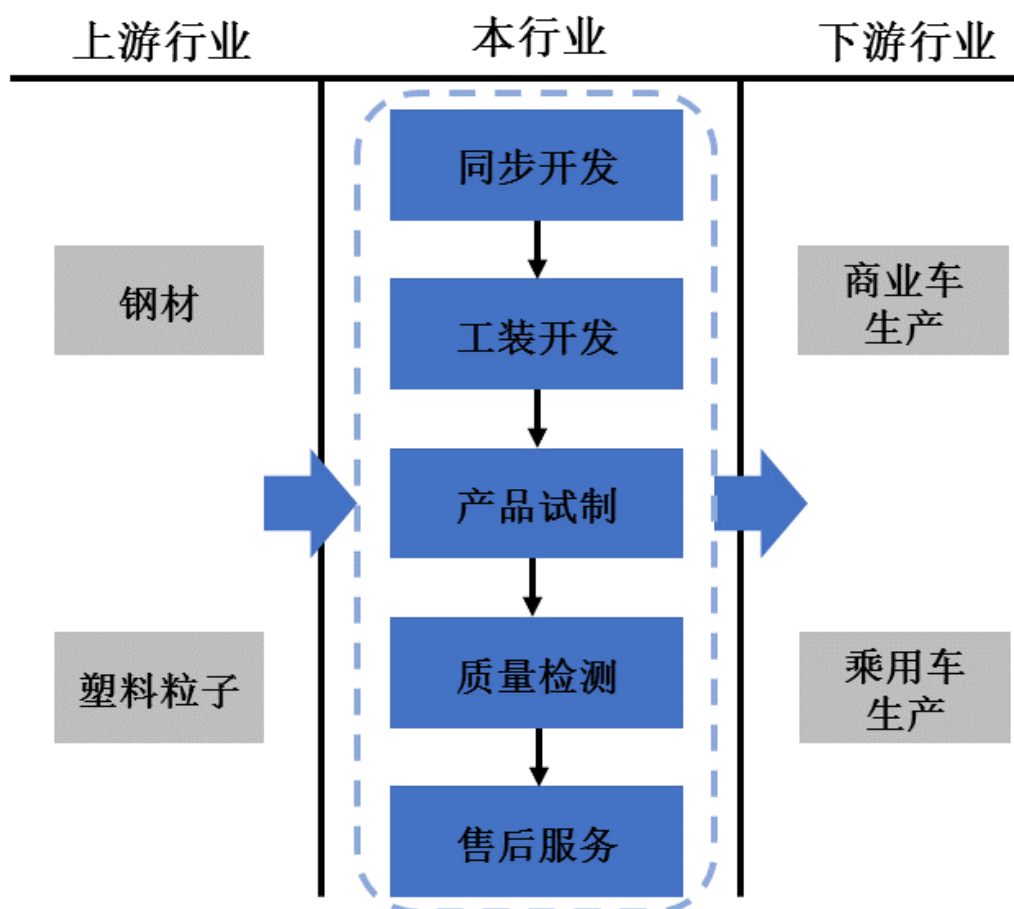 上游行业
本行业
下游行业
钢材
塑料粒子
同步开发
工装开发
产品试制
质量检测
售后服务
商业车
生产
乘用车
生产